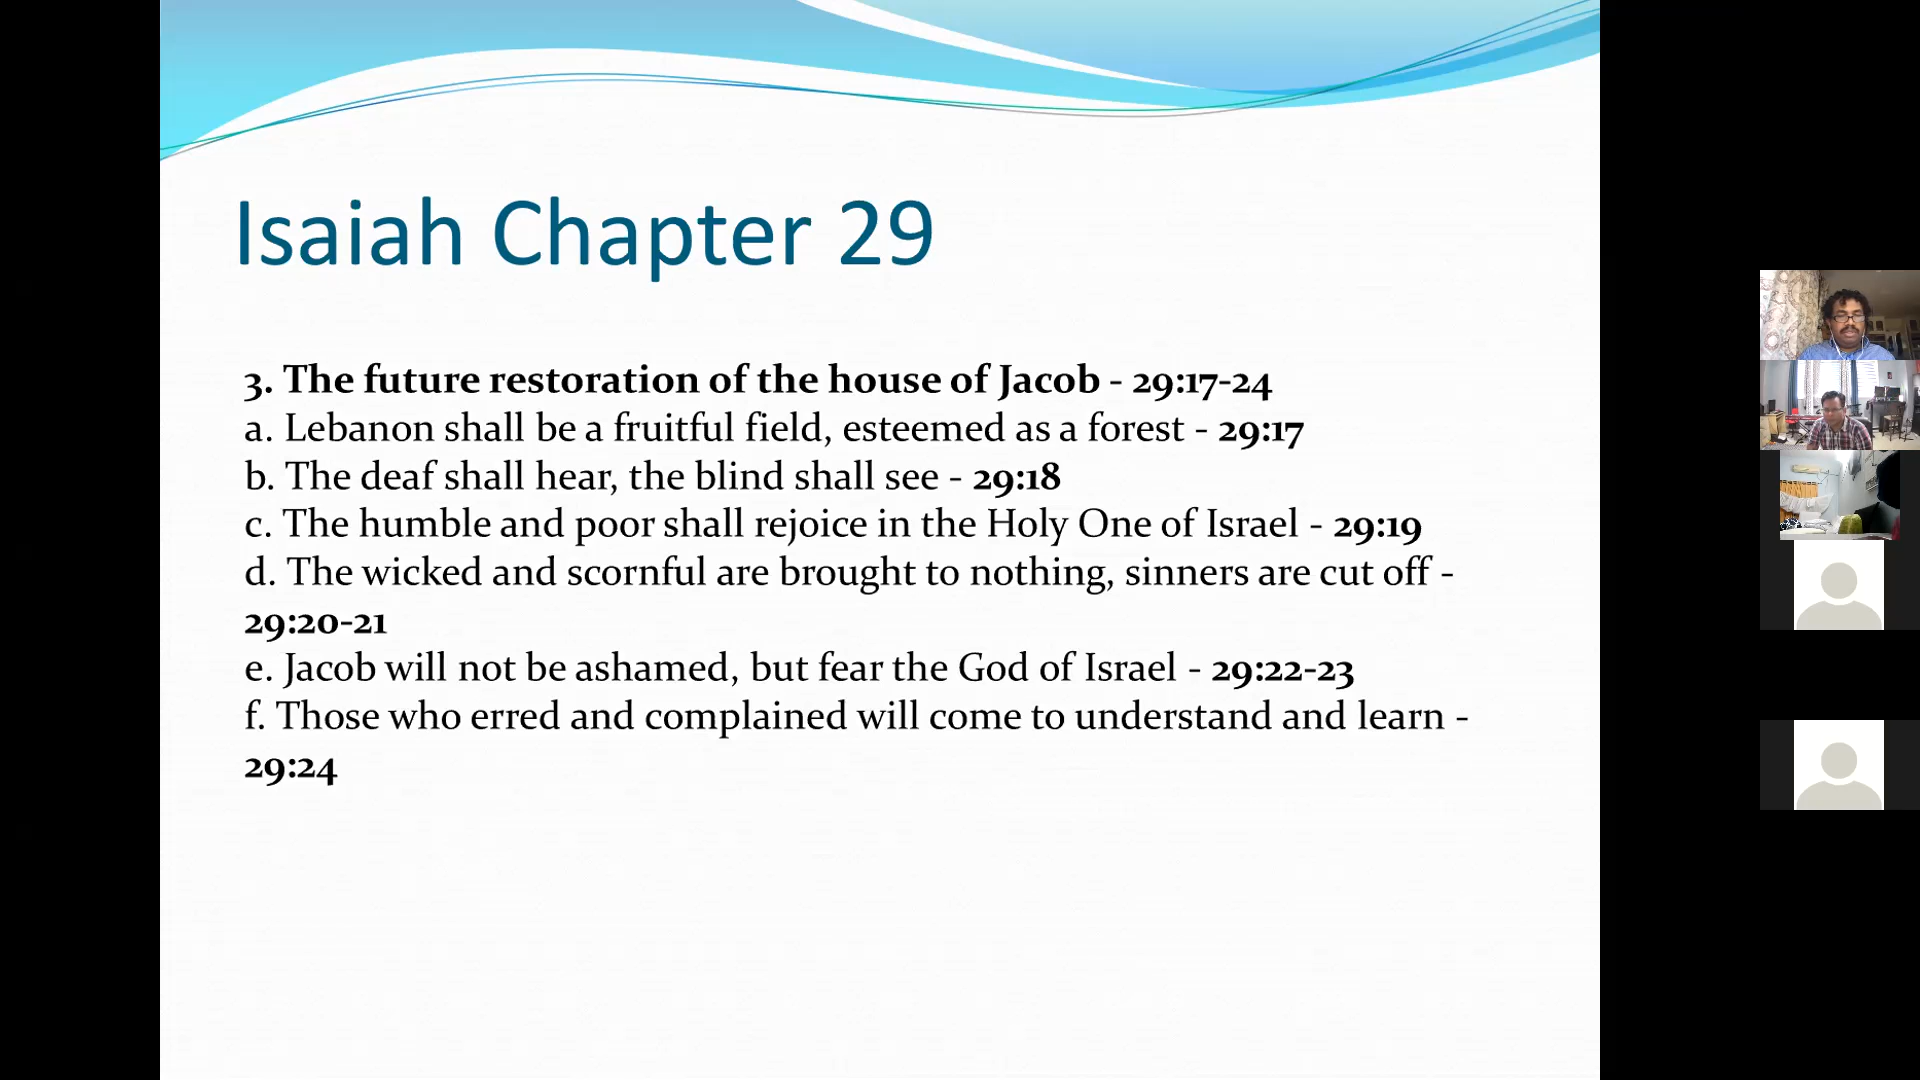 Isaiah Chapter 29
3. The future restoration of the house of Jacob - 29:17-24
a. Lebanon shall be a fruitful field, esteemed as a forest - 29:17
b. The deaf shall hear, the blind shall see - 29:18
c. The humble and poor shall rejoice in the Holy One of Israel - 29:19
d. The wicked and scornful are brought to nothing, sinners are cut off -
29:20-21
e. Jacob will not be ashamed, but fear the God of Israel - 29:22-23
f. Those who erred and complained will come to understand and learn -
29:24